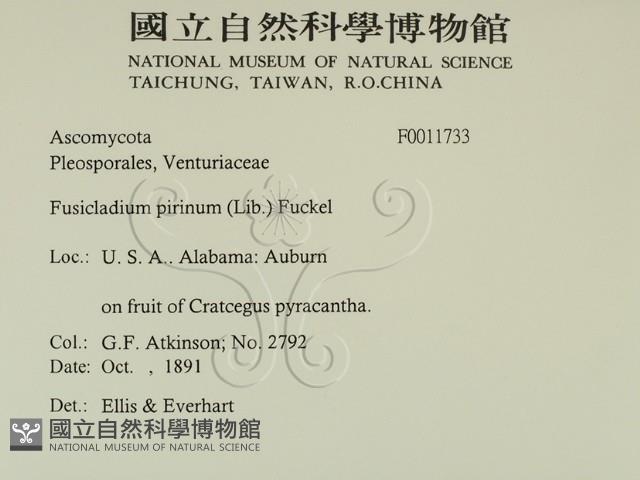 國立自然科學博物館
NATIONAL MUSEUM OF NATURAL SCIENCE
TAICHUNG, TAIWAN, R.O.CHINA
Ascomycota F0011733
Pleosporales, Venturiaceae
Fusicladium pirinum (Lib.) Fuckel
Loc.: U. S. A.. Alabama: Auburn
on fruit of Cratcegus pyracantha.
Col.: G.F. Atkinson, No. 2792
Date: Oct. , 1891
Det.: Ellis & Everhart
國立自然科學博物館
NATIONAL MUSEUM OF NATURAL SCIENCE